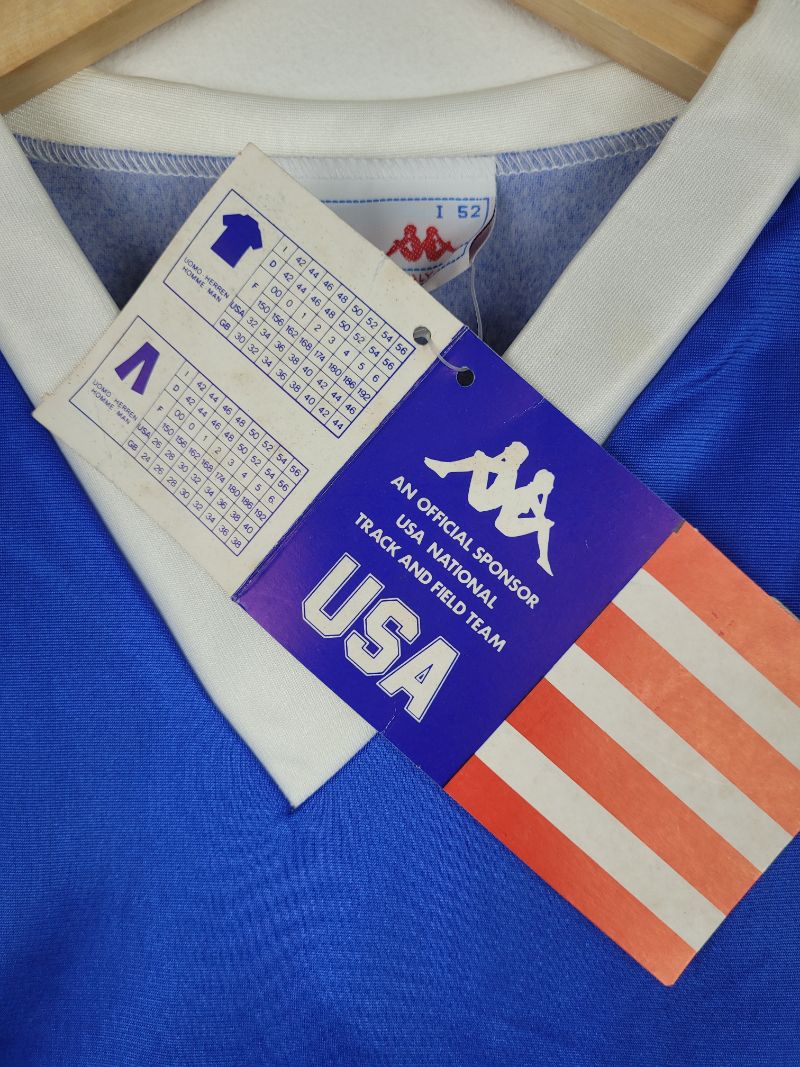 I 52
UOMO HERREN
HOMME MAN
I 42 44 46 48 50 52 54 56
D 42 44 46 48 50 52 54 56
F 00 0 1 2 3 4 5 6
150 156 162 168 174 180 186 192
USA 32 34 36 38 40 42 44 46
GB 30 32 34 36 38 40 42 44
UOMO HERREN
HOMME MAN
I 42 44 46 48 50 52 54 56
D 42 44 46 48 50 52 54 56
F 00 0 1 2 3 4 5 6
150 156 162 168 174 180 186 192
USA 26 28 30 32 34 36 38 40
GB 24 26 28 30 32 34 36 38
AN OFFICIAL SPONSOR
USA NATIONAL
TRACK AND FIELD TEAM
USA